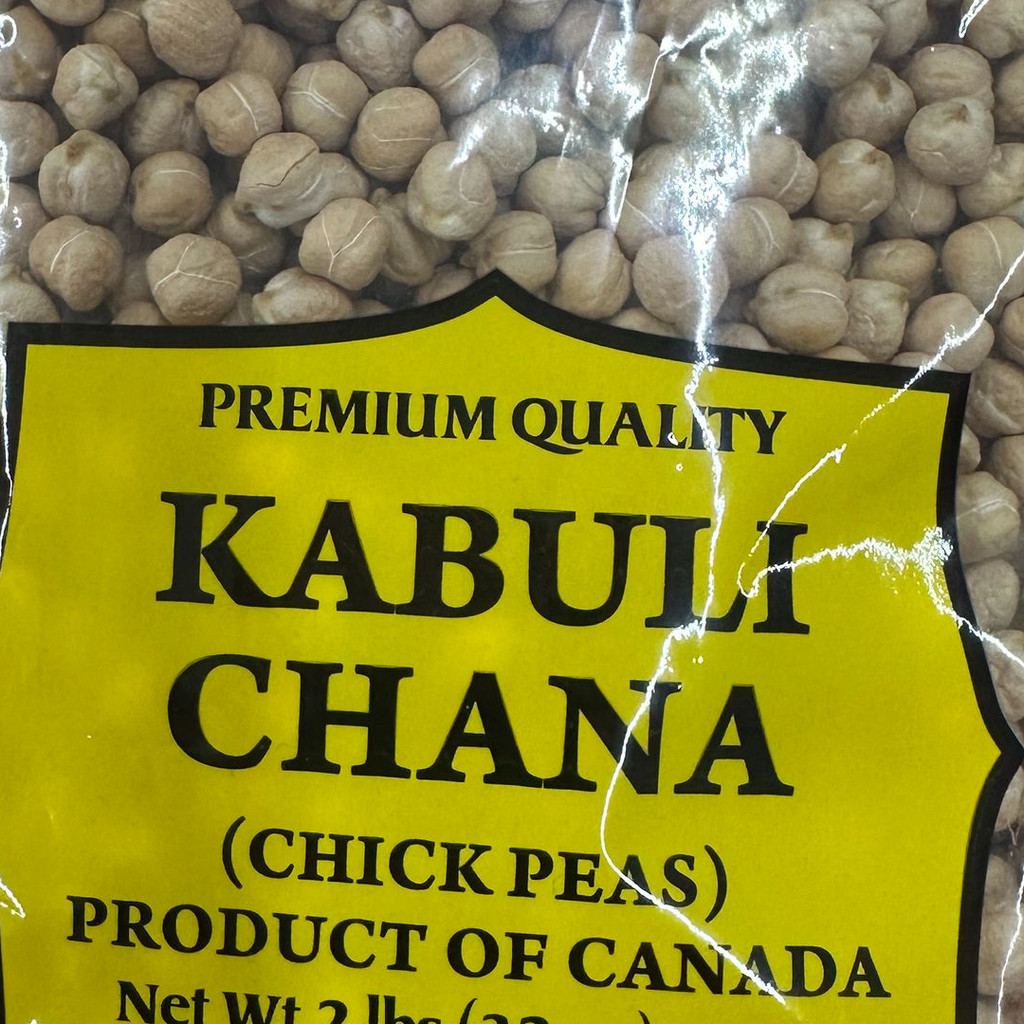 PREMIUM QUALITY
KABULI
CHANA
(CHICK PEAS)
PRODUCT OF CANADA
Net Wt 2 lbs